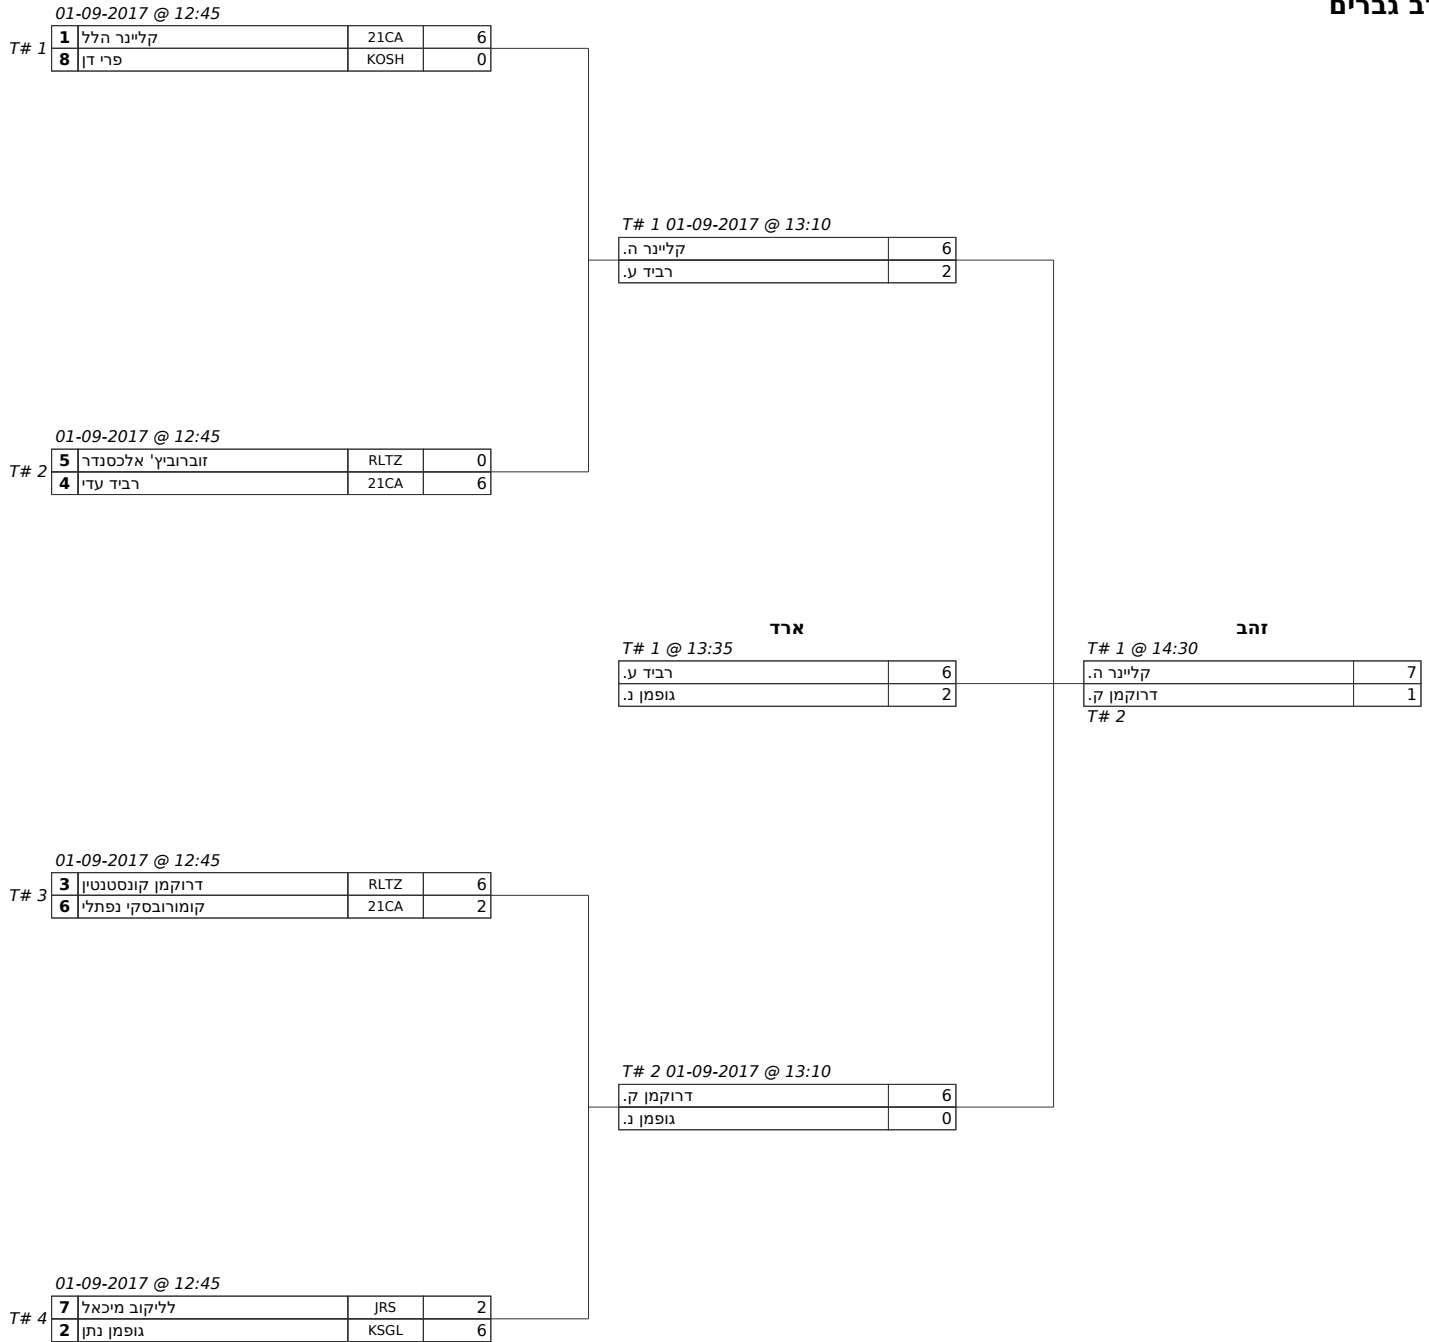 גברים
01-09-2017 @ 12:45
T# 1
1 קליינר הלל 21CA 6
8 פרי דן KOSH 0
T# 1 01-09-2017 @ 13:10
קליינר ה. 6
רביד ע. 2
01-09-2017 @ 12:45
T# 2
5 זוברוביץ' אלכסנדר RLTZ 0
4 רביד עדי 21CA 6
ארד
T# 1 @ 13:35
רביד ע. 6
גופמן נ. 2
זהב
T# 1 @ 14:30
קליינר ה. 7
דרוקמן ק. 1
T# 2
01-09-2017 @ 12:45
T# 3
3 דרוקמן קונסטנטין RLTZ 6
6 קומורובסקי נפתלי 21CA 2
T# 2 01-09-2017 @ 13:10
דרוקמן ק. 6
גופמן נ. 0
01-09-2017 @ 12:45
T# 4
7 לליקוב מיכאל JRS 2
2 גופמן נתן KSGL 6